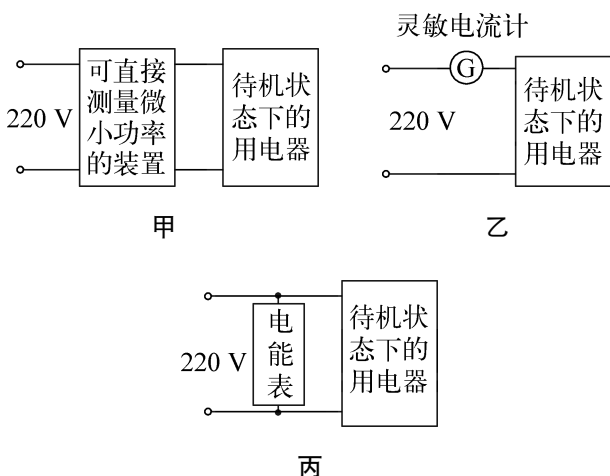 220 V
可直接
测量微
小功率
的装置
待机状
态下的
用电器
甲
灵敏电流计
G
220 V
待机状
态下的
用电器
乙
220 V
电
能
表
待机状
态下的
用电器
丙